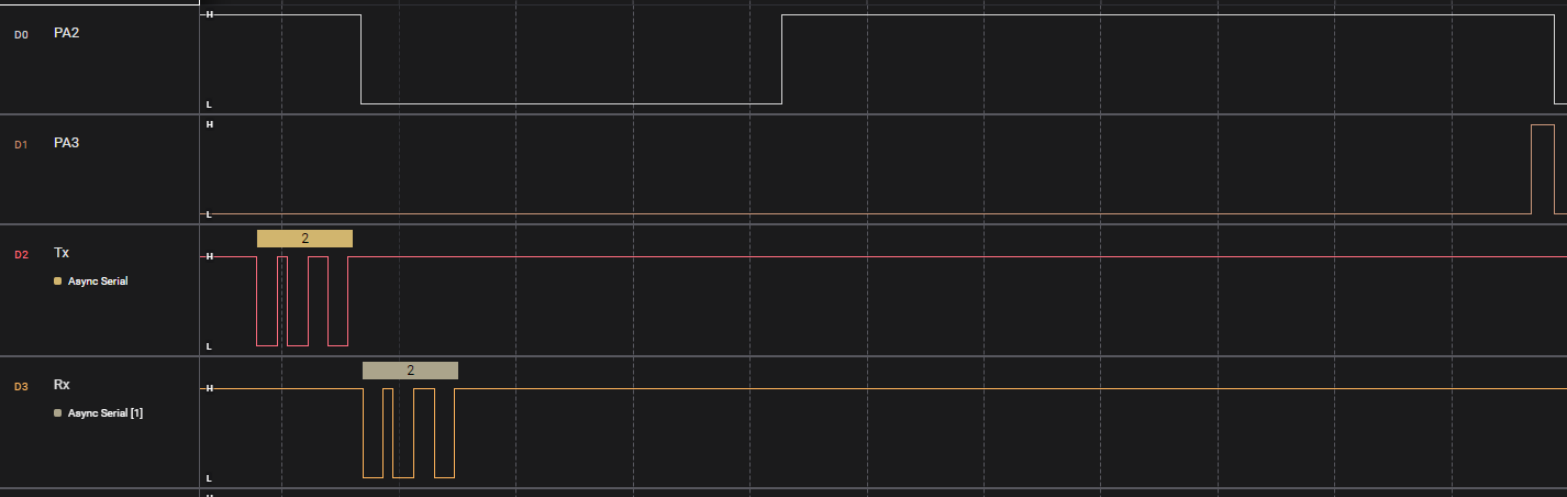 H
D0 PA2
L
H
D1 PA3
L
2
D2 Tx H
Async Serial
L
2
D3 Rx H
Async Serial [1]
L